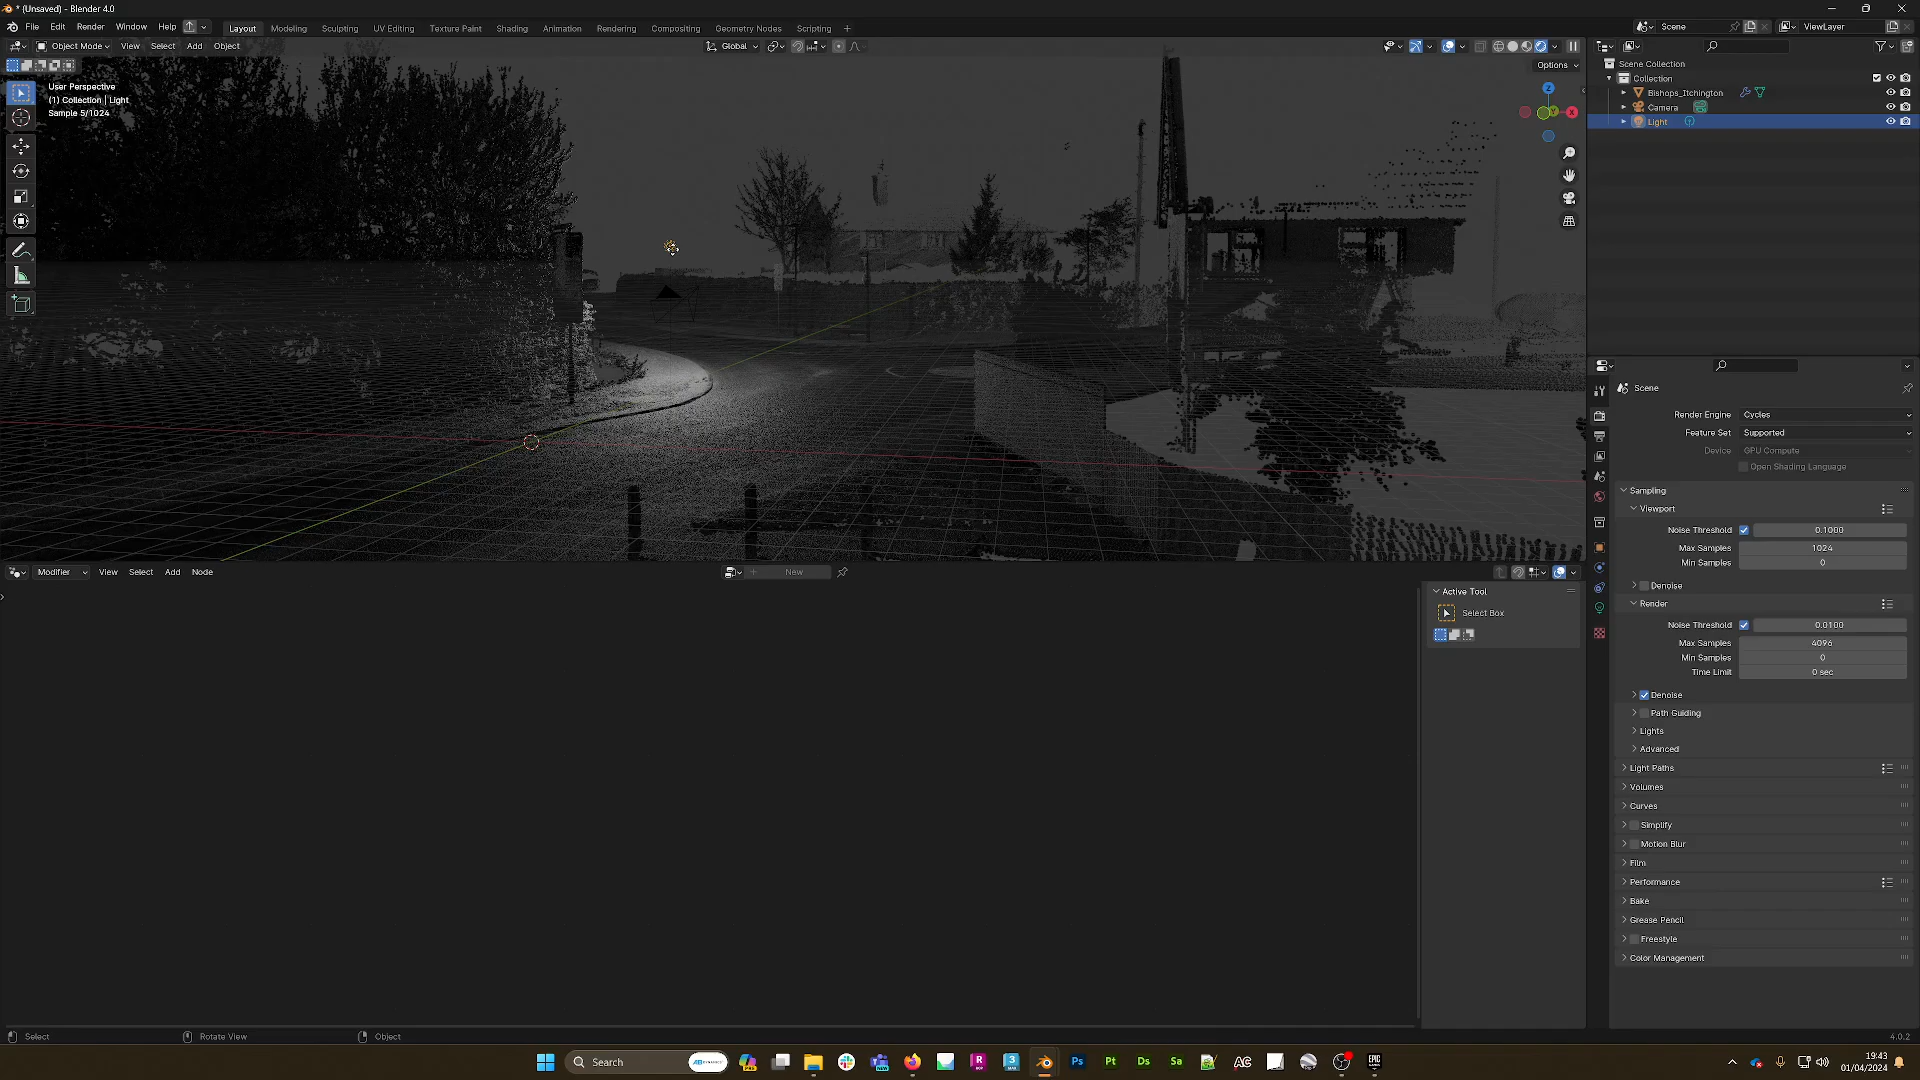 * (Unsaved) - Blender 4.0
File Edit Render Window Help
Layout Modeling Sculpting UV Editing Texture Paint Shading Animation Rendering Compositing Geometry Nodes Scripting +
Scene
ViewLayer
Object Mode View Select Add Object
Global
Options
User Perspective
(1) Collection | Light
Sample 5/1024
Z
Y
X
Scene Collection
Collection
Bishops_Itchington
Camera
Light
Scene
Render Engine Cycles
Feature Set Supported
Device GPU Compute
Open Shading Language
Sampling
Viewport
Noise Threshold 0.1000
Max Samples 1024
Min Samples 0
Denoise
Render
Noise Threshold 0.0100
Max Samples 4096
Min Samples 0
Time Limit 0 sec
Denoise
Path Guiding
Lights
Advanced
Light Paths
Volumes
Curves
Simplify
Motion Blur
Film
Performance
Bake
Grease Pencil
Freestyle
Color Management
Modifier View Select Add Node
New
Active Tool
Select Box
Select
Rotate View
Object
4.0.2
Search
Ps
Pt
Ds
Sa
AC
EPIC
19:43
01/04/2024